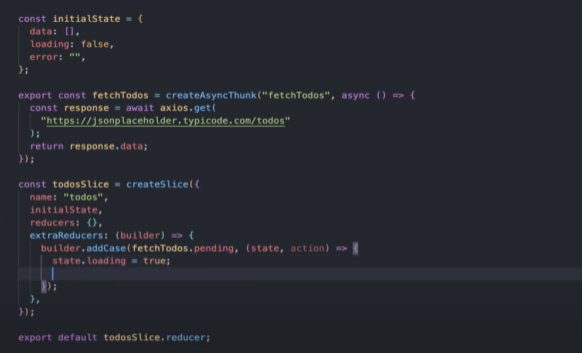 const initialState = {
  data: [],
  loading: false,
  error: "",
};

export const fetchTodos = createAsyncThunk("fetchTodos", async () => {
  const response = await axios.get(
    "https://jsonplaceholder.typicode.com/todos"
  );
  return response.data;
});

const todosSlice = createSlice({
  name: "todos",
  initialState,
  reducers: {},
  extraReducers: (builder) => {
    builder.addCase(fetchTodos.pending, (state, action) => {
      state.loading = true;

    });
  },
});

export default todosSlice.reducer;